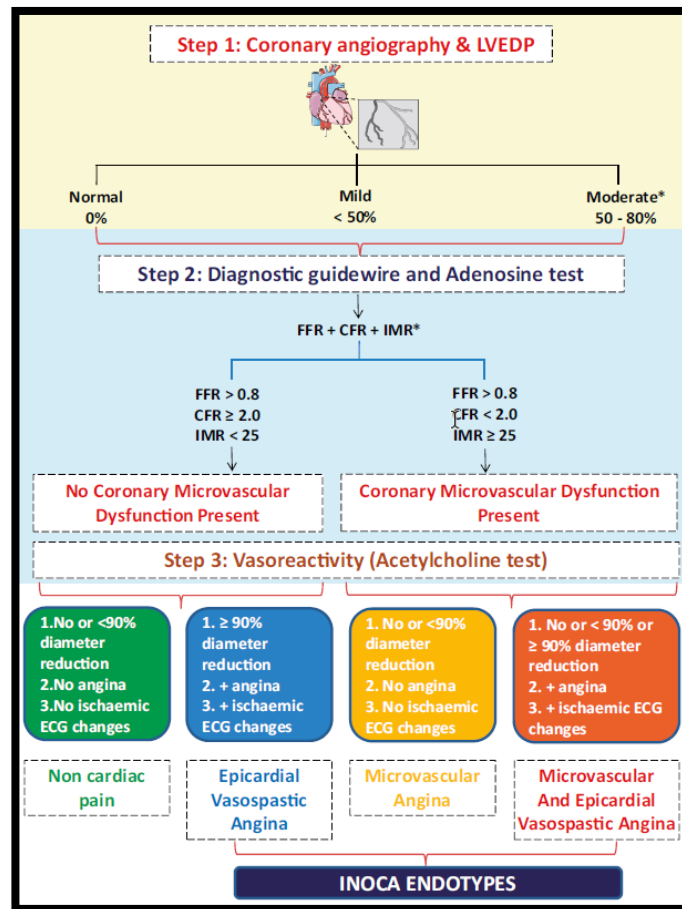 Step 1: Coronary angiography & LVEDP
Normal
0%
Mild
< 50%
Moderate*
50 - 80%
Step 2: Diagnostic guidewire and Adenosine test
FFR + CFR + IMR*
FFR > 0.8
CFR ≥ 2.0
IMR < 25
FFR > 0.8
CFR < 2.0
IMR ≥ 25
No Coronary Microvascular
Dysfunction Present
Coronary Microvascular Dysfunction
Present
Step 3: Vasoreactivity (Acetylcholine test)
1.No or <90%
diameter
reduction
2.No angina
3.No ischaemic
ECG changes
1. ≥ 90%
diameter
reduction
2. + angina
3. + ischaemic
ECG changes
1. No or <90%
diameter
reduction
2. No angina
3. No ischaemic
ECG changes
1. No or < 90% or
≥ 90% diameter
reduction
2. + angina
3. + ischaemic ECG
changes
Non cardiac
pain
Epicardial
Vasospastic
Angina
Microvascular
Angina
Microvascular
And Epicardial
Vasospastic Angina
INOCA ENDOTYPES